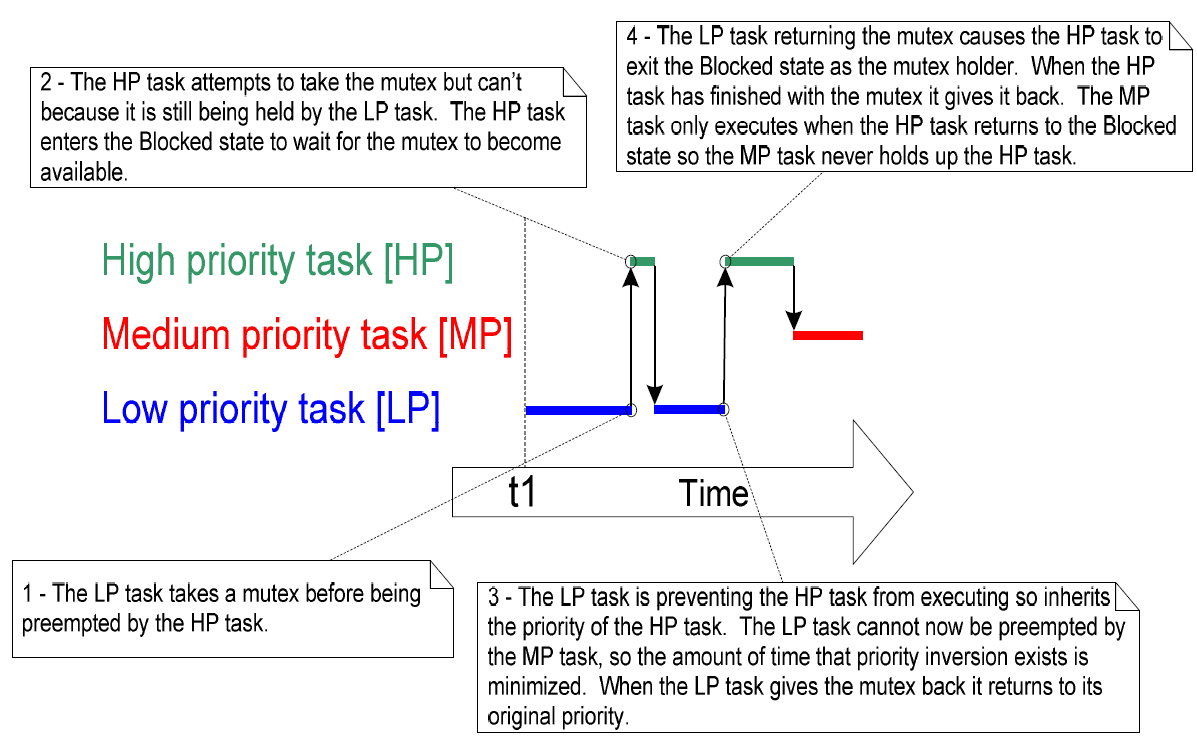 2 - The HP task attempts to take the mutex but can't
because it is still being held by the LP task.  The HP task
enters the Blocked state to wait for the mutex to become
available.
4 - The LP task returning the mutex causes the HP task to
exit the Blocked state as the mutex holder.  When the HP
task has finished with the mutex it gives it back.  The MP
task only executes when the HP task returns to the Blocked
state so the MP task never holds up the HP task.
High priority task [HP]
Medium priority task [MP]
Low priority task [LP]
t1
Time
1 - The LP task takes a mutex before being
preempted by the HP task.
3 - The LP task is preventing the HP task from executing so inherits
the priority of the HP task.  The LP task cannot now be preempted by
the MP task, so the amount of time that priority inversion exists is
minimized.  When the LP task gives the mutex back it returns to its
original priority.